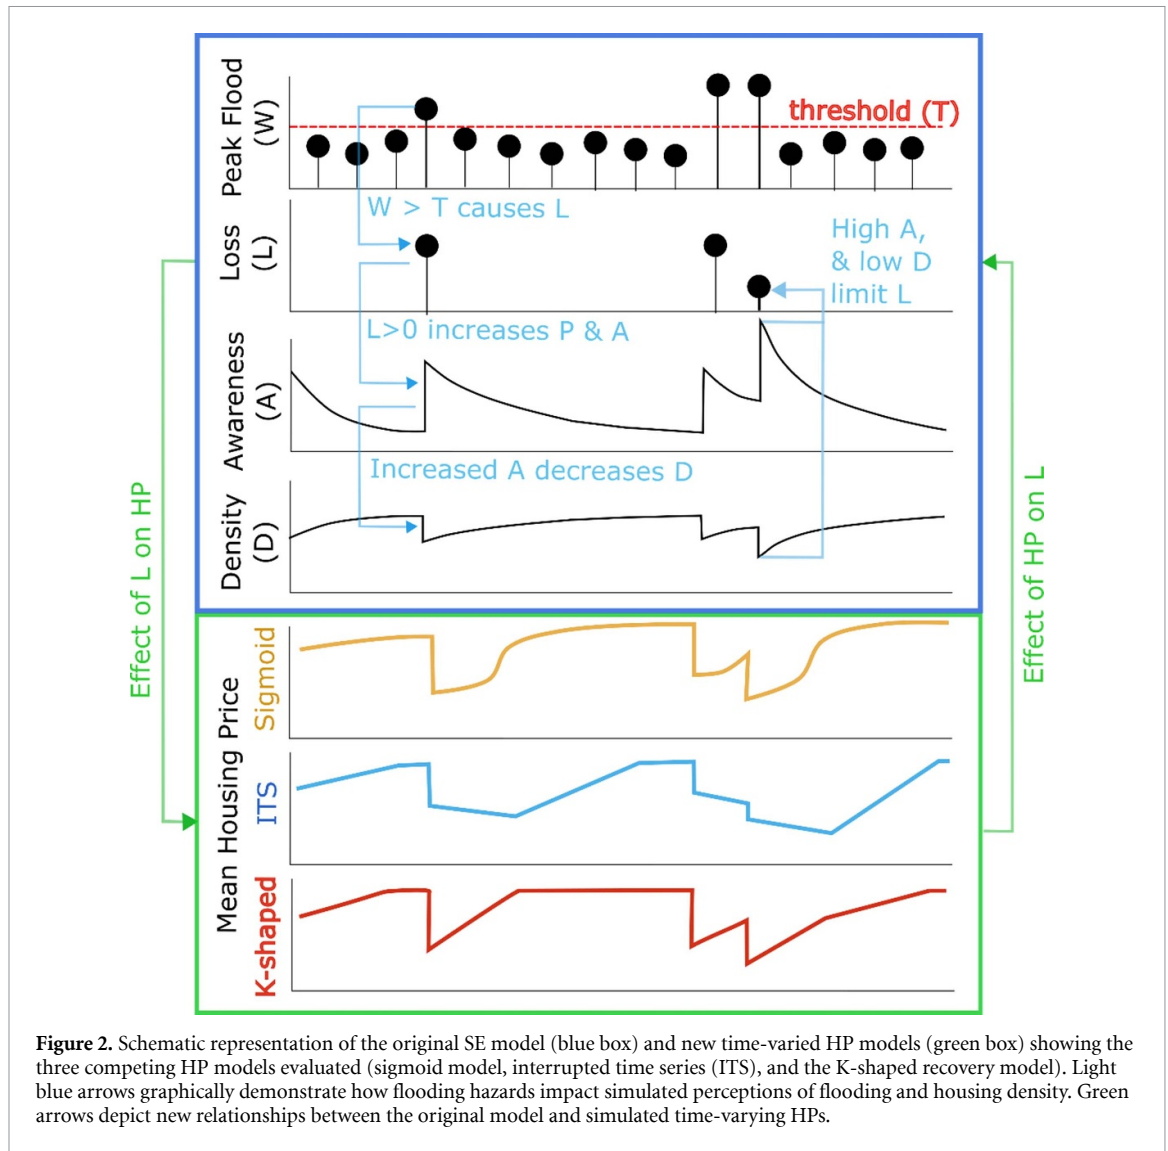 Peak Flood
(W)
threshold (T)
W > T causes L
Loss
(L)
High A,
& low D
limit L
L>0 increases P & A
Awareness
(A)
Increased A decreases D
Density
(D)
Effect of L on HP
Effect of HP on L
Mean Housing Price
Sigmoid
ITS
K-shaped
Figure 2. Schematic representation of the original SE model (blue box) and new time-varied HP models (green box) showing the
three competing HP models evaluated (sigmoid model, interrupted time series (ITS), and the K-shaped recovery model). Light
blue arrows graphically demonstrate how flooding hazards impact simulated perceptions of flooding and housing density. Green
arrows depict new relationships between the original model and simulated time-varying HPs.